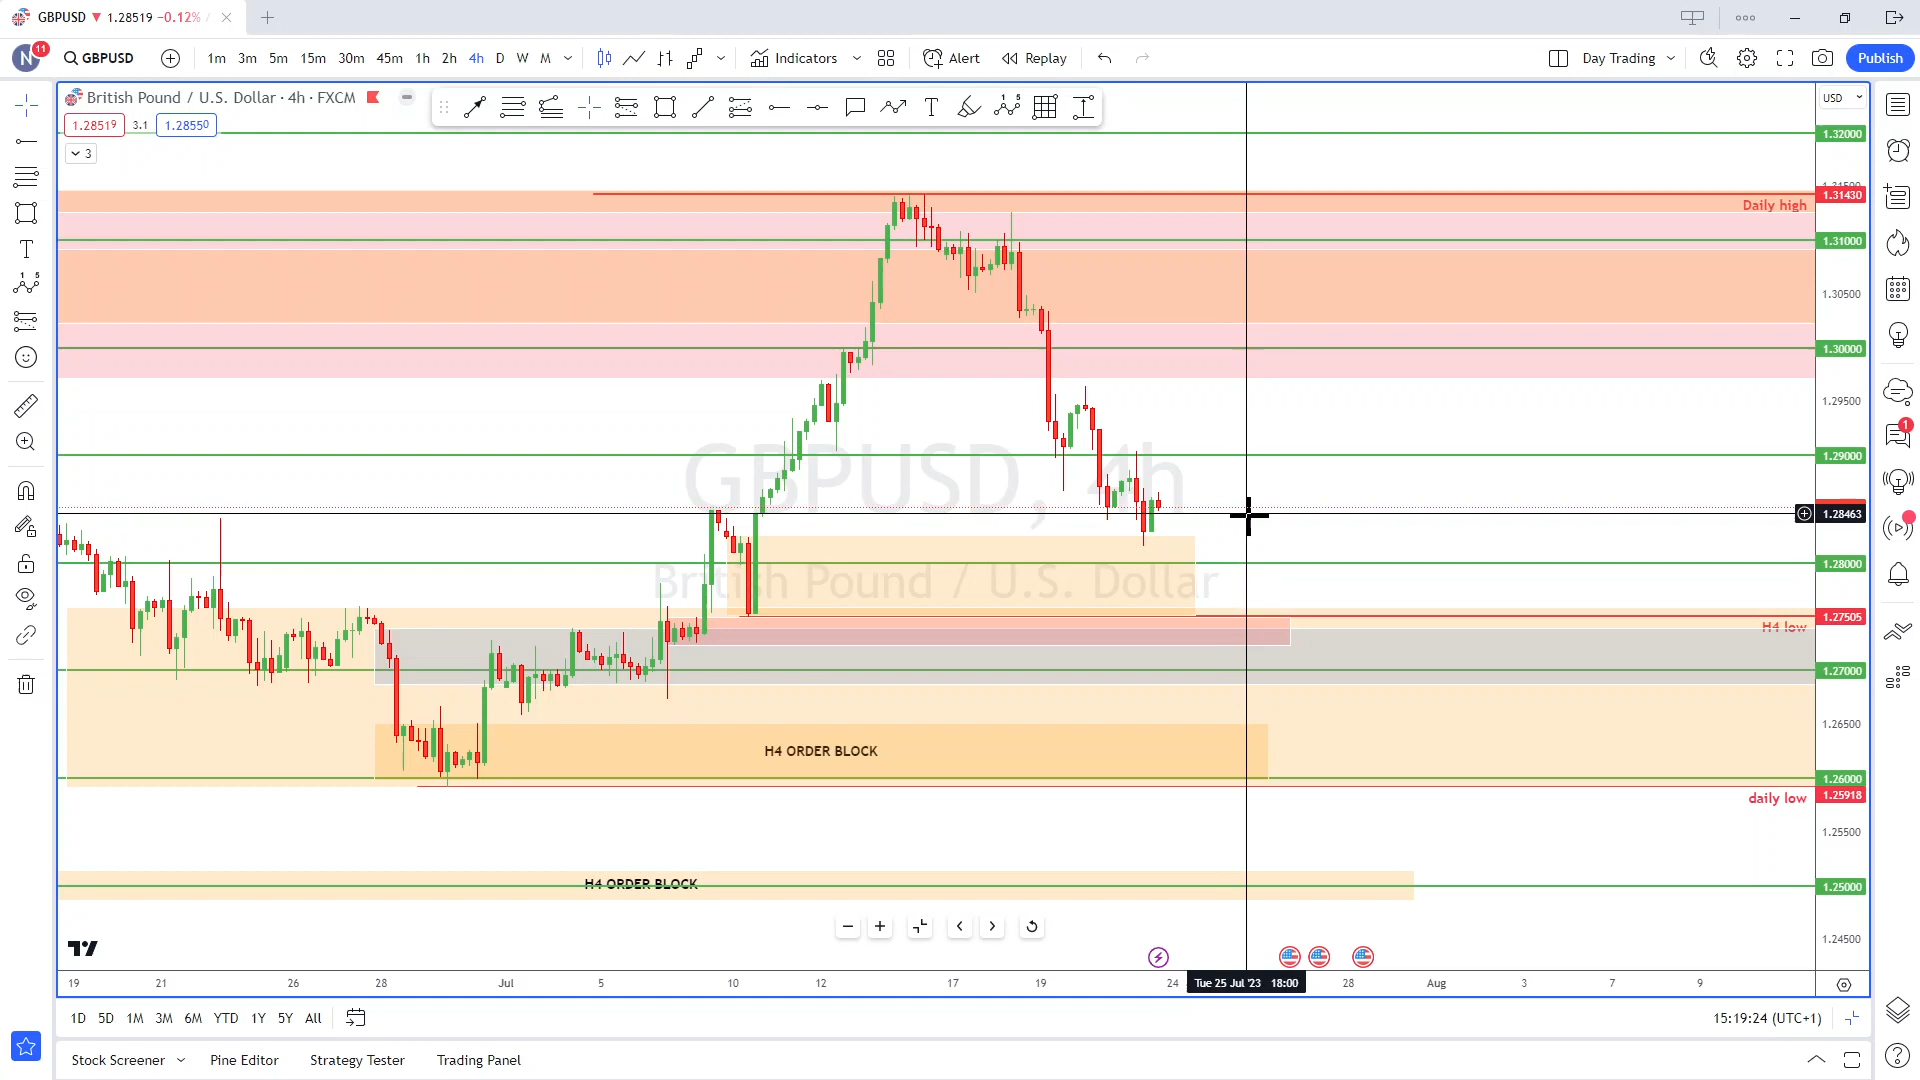 GBPUSD ▼ 1.28519 −0.12% /
N 11 GBPUSD 1m 3m 5m 15m 30m 45m 1h 2h 4h D W M Indicators Alert Replay Day Trading Publish
British Pound / U.S. Dollar · 4h · FXCM
USD
1.28519 3.1 1.28550
1.32000
3
1.31430
Daily high
1.31000
1.30500
1.30000
1.29500
GBPUSD, 4h
1.29000
1.28463
1.28000
British Pound / U.S. Dollar
1.27505
H4 low
1.27000
1.26500
H4 ORDER BLOCK
1.26000
1.25918
daily low
1.25500
H4 ORDER BLOCK
1.25000
1.24500
19 21 26 28 Jul 5 10 12 17 19 24 Tue 25 Jul '23 18:00 28 Aug 3 7 9
1D 5D 1M 3M 6M YTD 1Y 5Y All 15:19:24 (UTC+1)
Stock Screener Pine Editor Strategy Tester Trading Panel